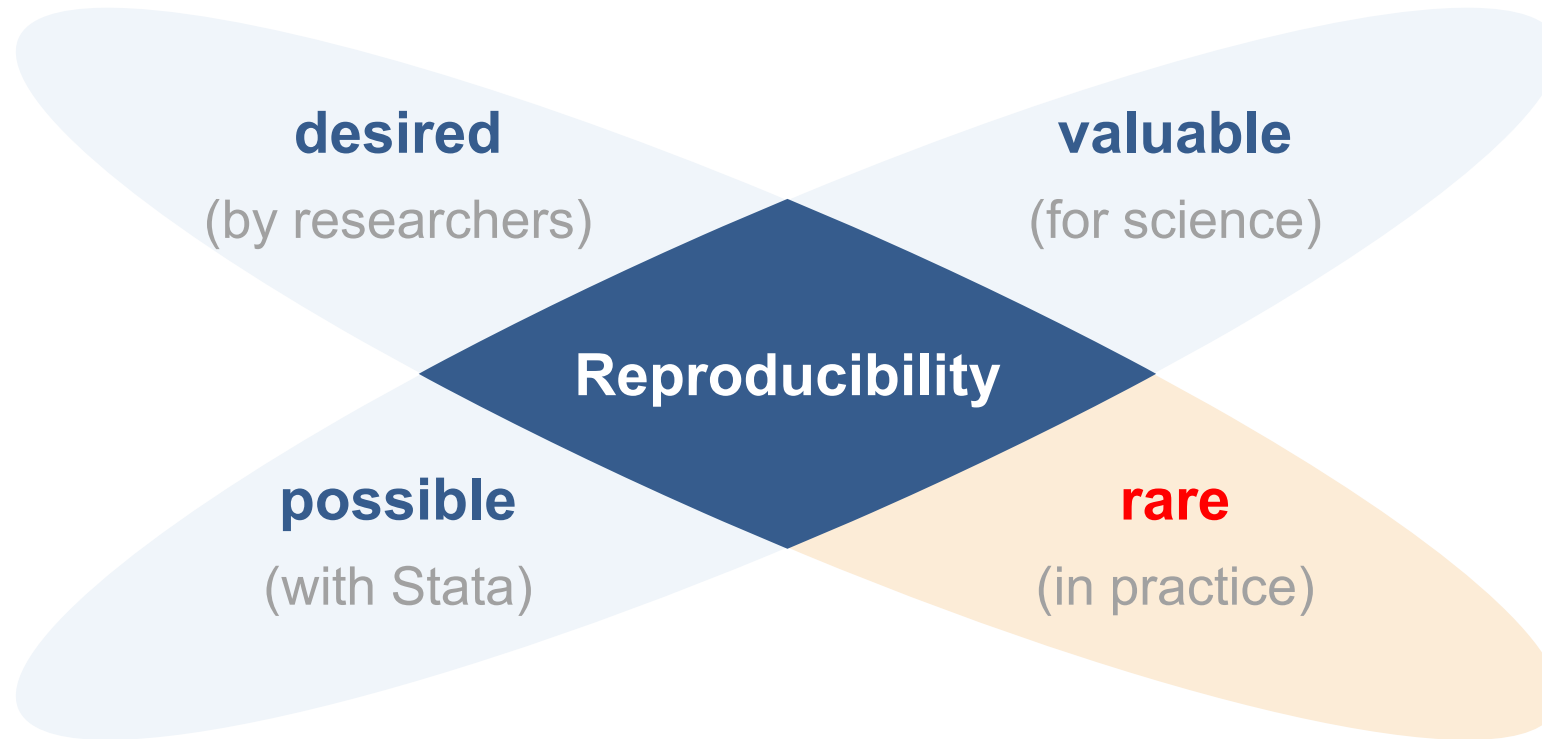 desired
(by researchers)
valuable
(for science)
Reproducibility
possible
(with Stata)
rare
(in practice)